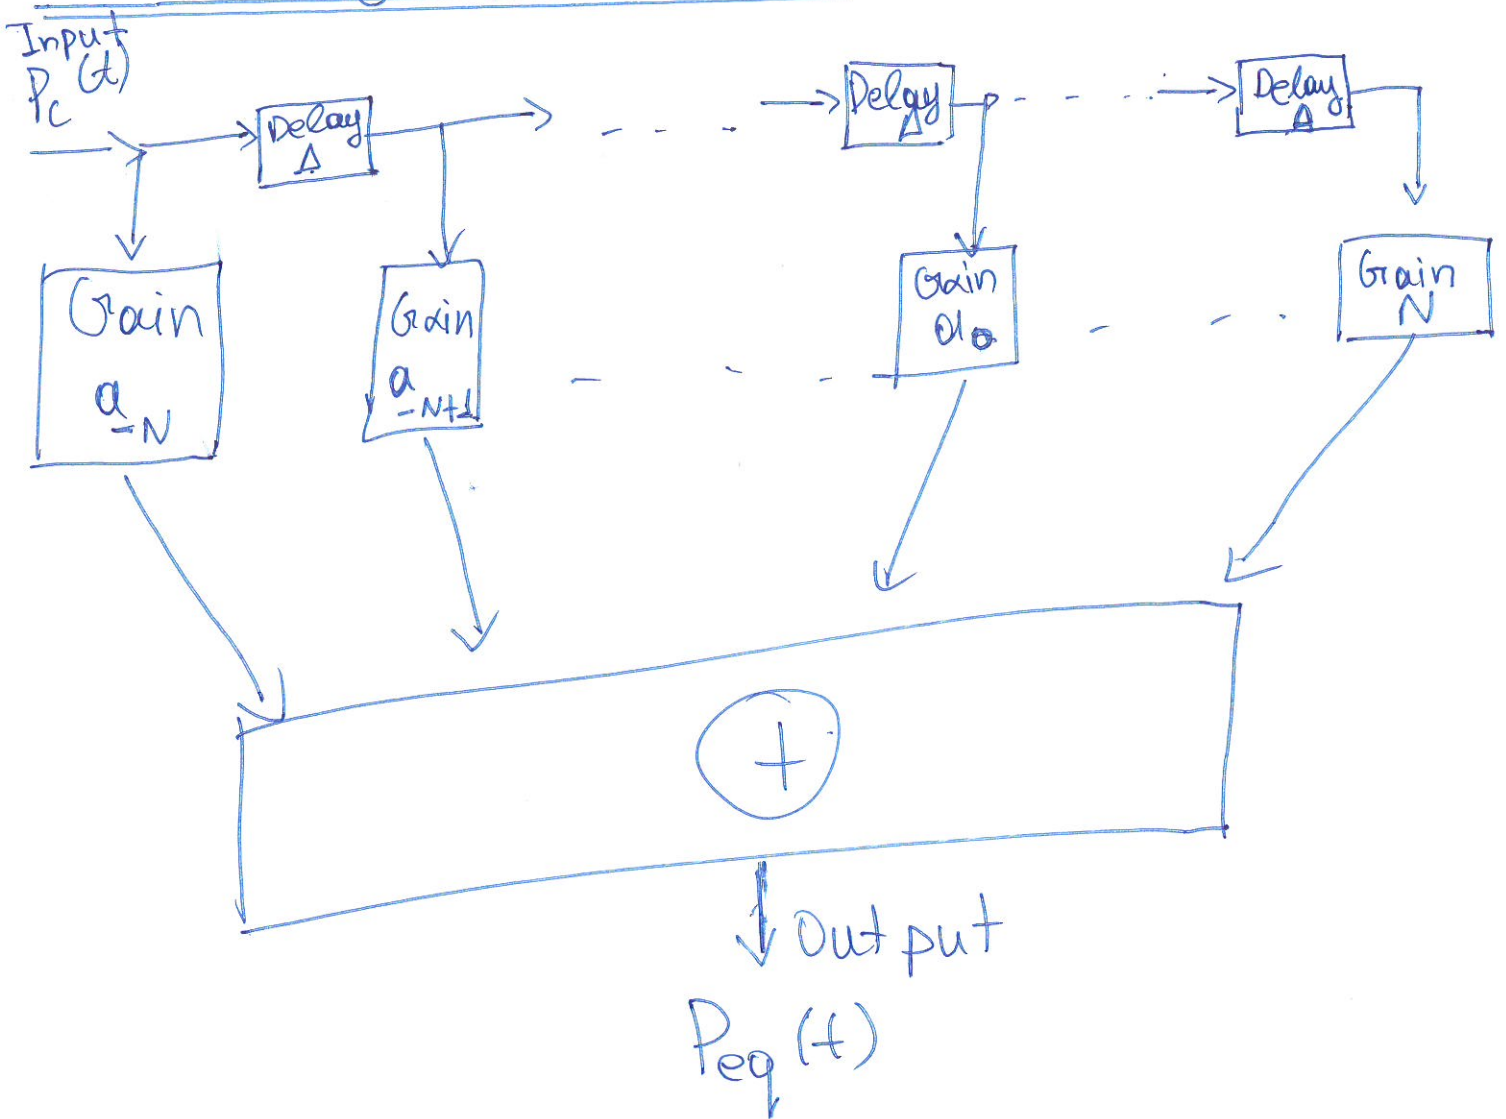 Input
Pc(t)
Delay
Δ
Delay
Δ
Delay
Δ
Gain
a-N
Gain
a-N+1
Gain
a0
Gain
N
+
Output
Peq(t)